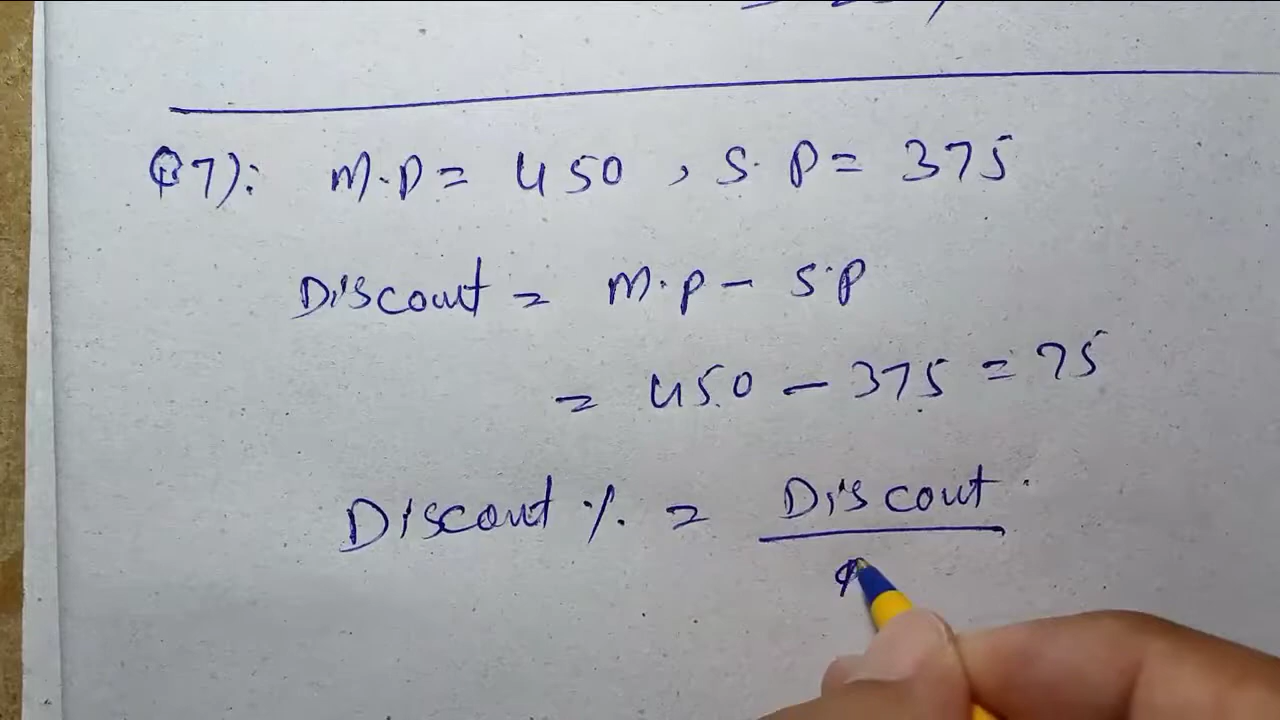 Q7): M.P = 450 , S.P = 375
Discout = M.P - S.P
= 450 - 375 = 75
Discout % = Discout